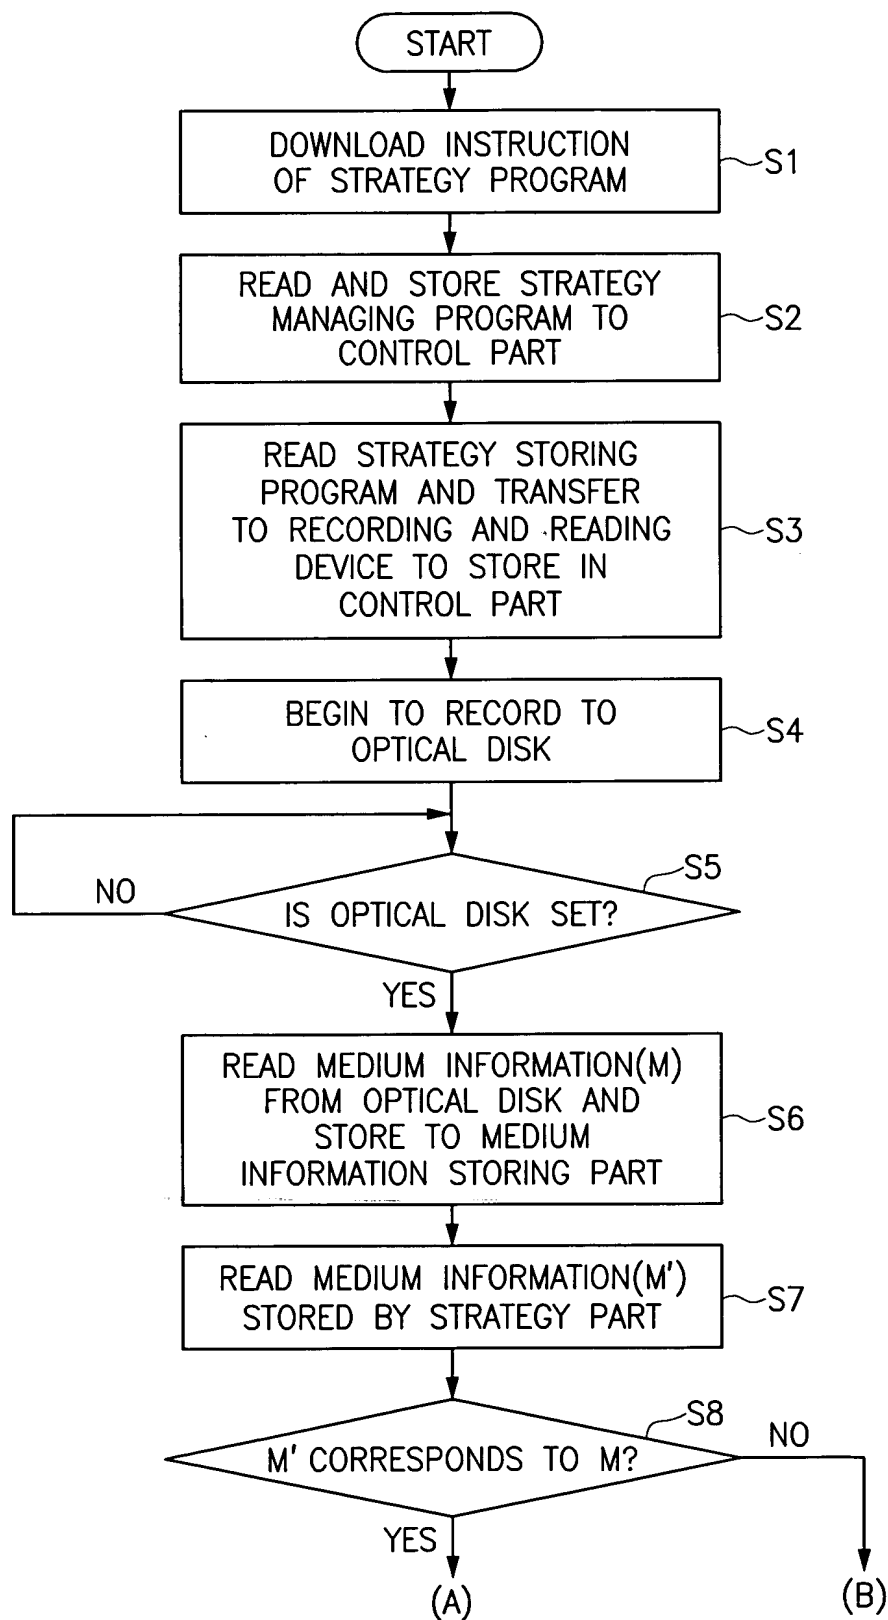 START
DOWNLOAD INSTRUCTION
OF STRATEGY PROGRAM
S1
READ AND STORE STRATEGY
MANAGING PROGRAM TO
CONTROL PART
S2
READ STRATEGY STORING
PROGRAM AND TRANSFER
TO RECORDING AND READING
DEVICE TO STORE IN
CONTROL PART
S3
BEGIN TO RECORD TO
OPTICAL DISK
S4
S5
NO
IS OPTICAL DISK SET?
YES
READ MEDIUM INFORMATION(M)
FROM OPTICAL DISK AND
STORE TO MEDIUM
INFORMATION STORING PART
S6
READ MEDIUM INFORMATION(M')
STORED BY STRATEGY PART
S7
S8
NO
M' CORRESPONDS TO M?
YES
(A)
(B)